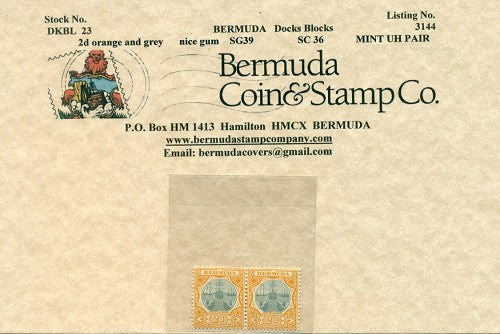 Stock No. Listing No.
DKBL 23 BERMUDA Docks Blocks 3144
2d orange and grey nice gum SG39 SC 36 MINT UH PAIR
Bermuda
Coin&Stamp Co.
P.O. Box HM 1413 Hamilton HMCX BERMUDA
www.bermudastampcompany.com
Email: bermudacovers@gmail.com
BERMUDA BERMUDA